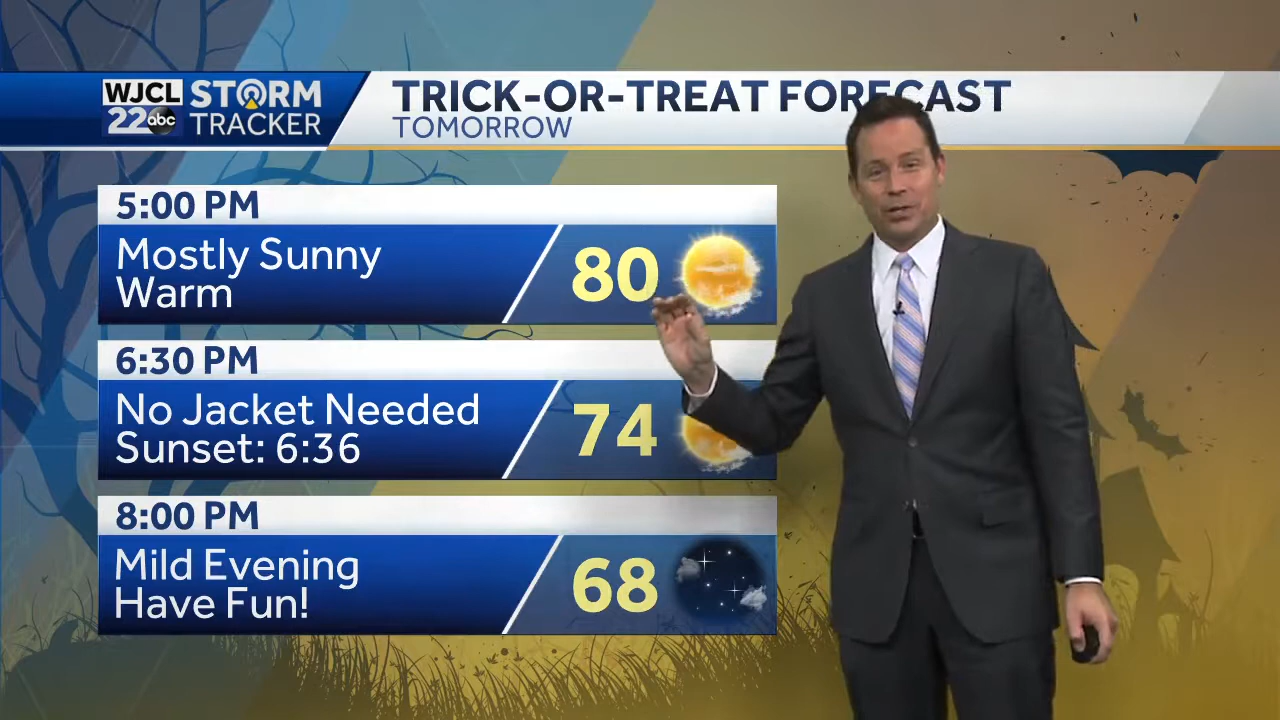 WJCL
22 abc
STORM
TRACKER
TRICK-OR-TREAT FORECAST
TOMORROW
5:00 PM
Mostly Sunny
Warm
80
6:30 PM
No Jacket Needed
Sunset: 6:36
74
8:00 PM
Mild Evening
Have Fun!
68